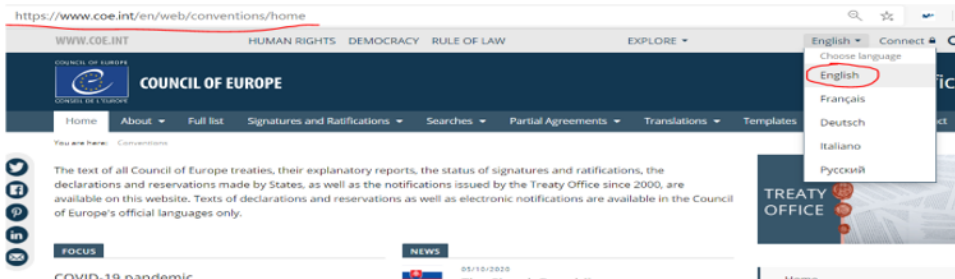 https://www.coe.int/en/web/conventions/home
WWW.COE.INT
HUMAN RIGHTS DEMOCRACY RULE OF LAW
EXPLORE
English
Connect
Choose language
English
Français
Deutsch
Italiano
Русский
COUNCIL OF EUROPE
CONSEIL DE L'EUROPE
COUNCIL OF EUROPE
Home About Full list Signatures and Ratifications Searches Partial Agreements Translations Templates
You are here: Conventions
The text of all Council of Europe treaties, their explanatory reports, the status of signatures and ratifications, the
declarations and reservations made by States, as well as the notifications issued by the Treaty Office since 2000, are
available on this website. Texts of declarations and reservations as well as electronic notifications are available in the Council
of Europe's official languages only.
TREATY
OFFICE
FOCUS
NEWS
COVID-19 pandemic
05/10/2020
Home